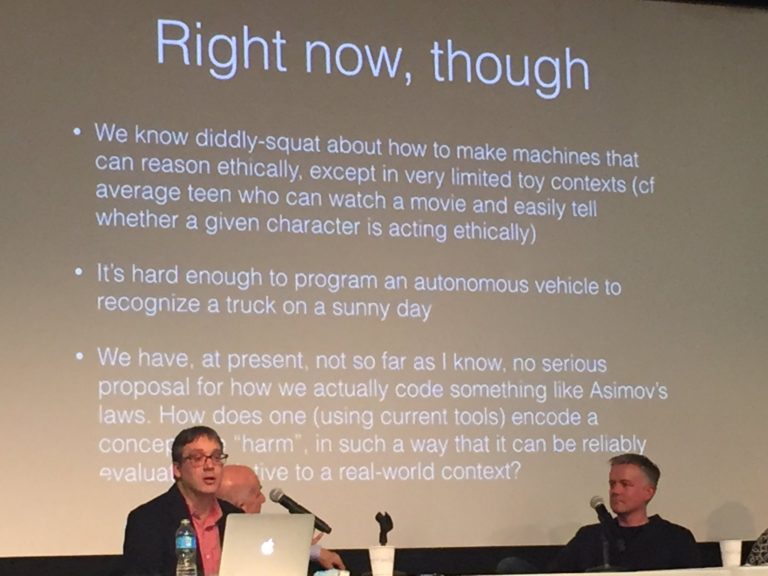 Right now, though
• We know diddly-squat about how to make machines that
can reason ethically, except in very limited toy contexts (cf
average teen who can watch a movie and easily tell
whether a given character is acting ethically)
• It's hard enough to program an autonomous vehicle to
recognize a truck on a sunny day
• We have, at present, not so far as I know, no serious
proposal for how we actually code something like Asimov's
laws. How does one (using current tools) encode a
"harm", in such a way that it can be reliably
to a real-world context?